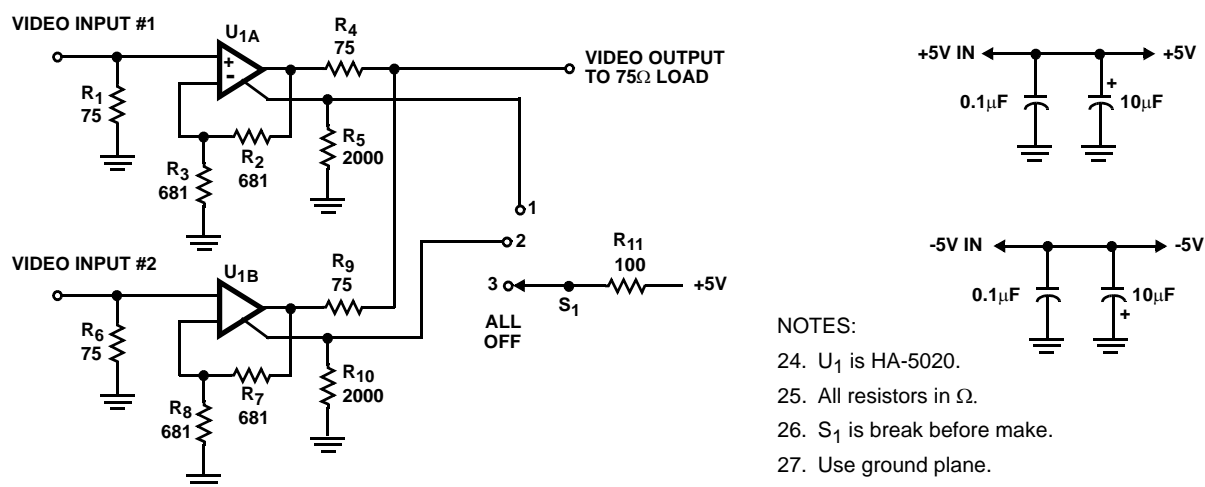 VIDEO INPUT #1
U1A
+
-
R1
75
R2
681
R3
681
R4
75
R5
2000
VIDEO OUTPUT
TO 75Ω LOAD
1
2
3
ALL
OFF
S1
R11
100
+5V
VIDEO INPUT #2
U1B
R6
75
R7
681
R8
681
R9
75
R10
2000
+5V IN
+5V
0.1µF
+
10µF
-5V IN
-5V
0.1µF
10µF
+
NOTES:
24. U1 is HA-5020.
25. All resistors in Ω.
26. S1 is break before make.
27. Use ground plane.